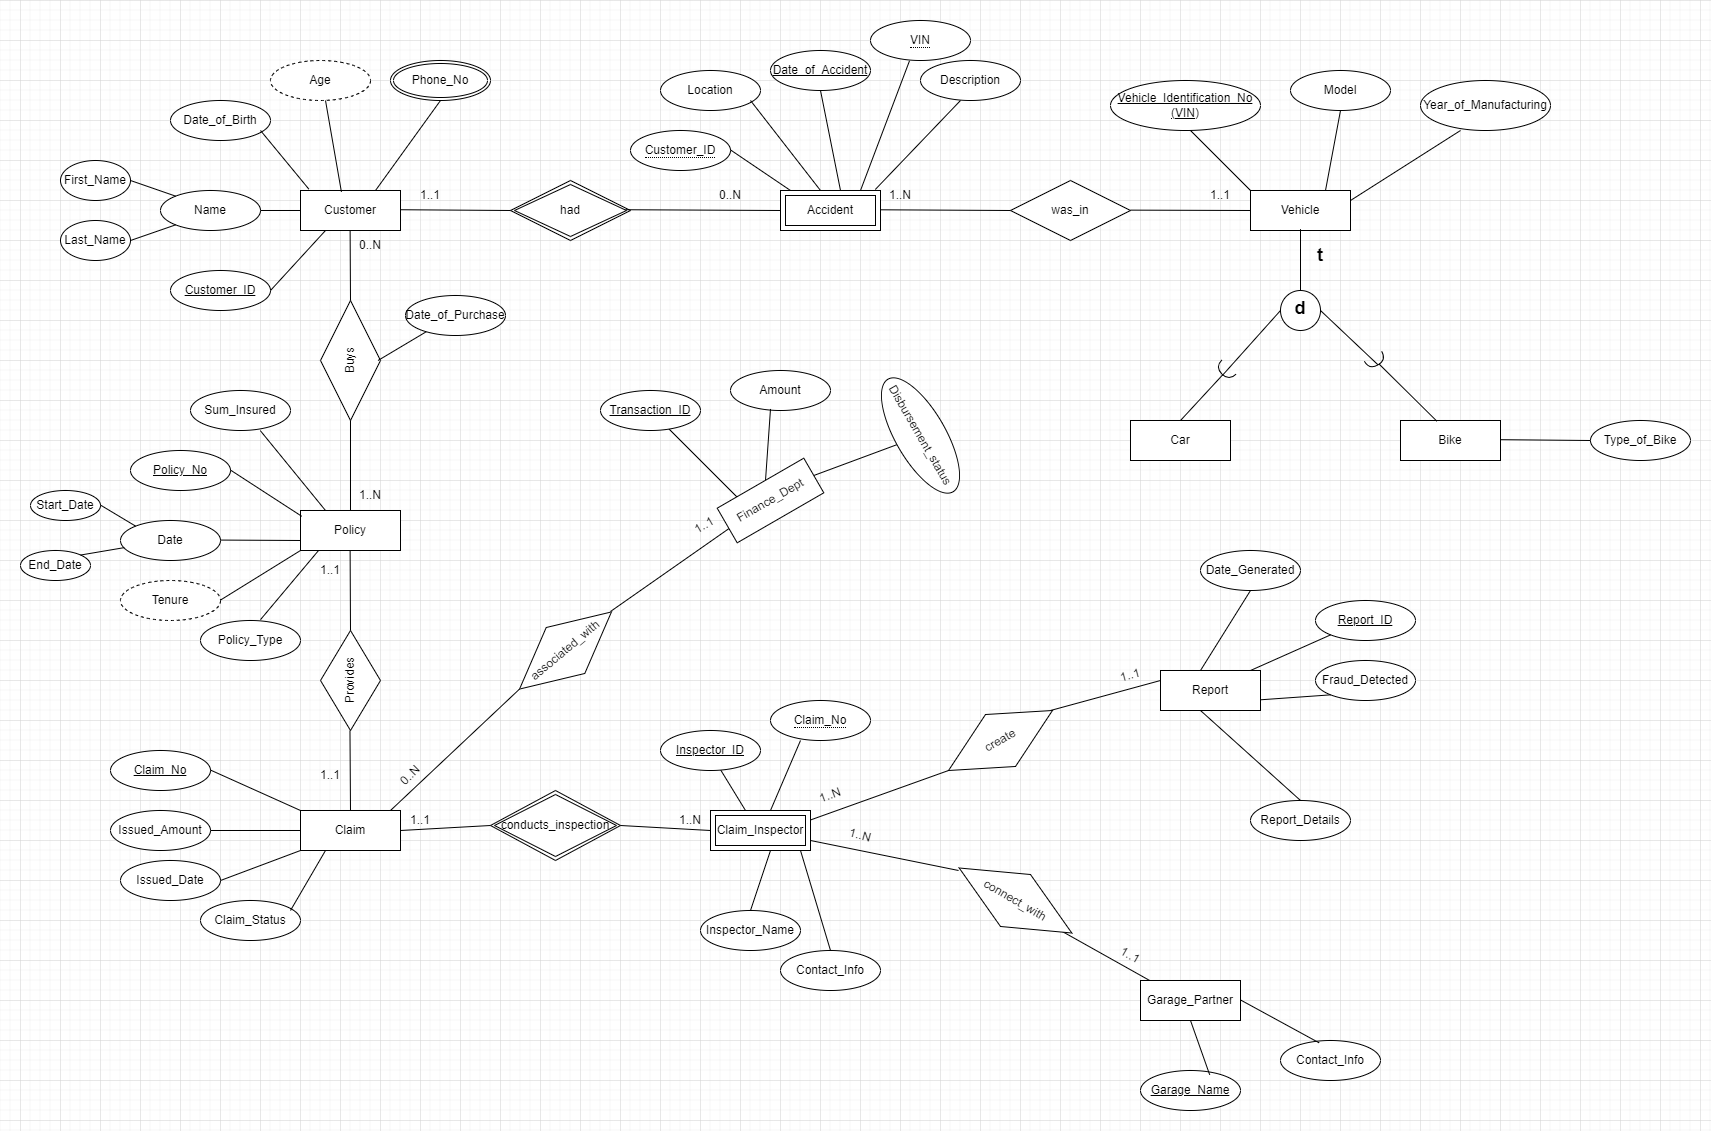 VIN
Age
Phone_No
Date_of_Accident
Description
Location
Model
Vehicle_Identification_No
(VIN)
Year_of_Manufacturing
Date_of_Birth
Customer_ID
First_Name
Name
Last_Name
Customer
1..1
had
0..N
Accident
1..N
was_in
1..1
Vehicle
0..N
t
Customer_ID
d
Date_of_Purchase
Buys
Sum_Insured
Transaction_ID
Amount
Disbursement_status
Car
Bike
Type_of_Bike
Policy_No
1..N
Start_Date
Finance_Dept
1..1
Policy
Date
End_Date
1..1
Tenure
Policy_Type
Date_Generated
Report_ID
associated_with
Provides
Fraud_Detected
1..1
Report
Claim_No
Inspector_ID
create
Claim_No
1..1
0..N
1..N
Issued_Amount
Claim
1..1
conducts_inspection
1..N
Claim_Inspector
1..N
Report_Details
Issued_Date
Claim_Status
connect_with
Inspector_Name
Contact_Info
1..1
Garage_Partner
Contact_Info
Garage_Name